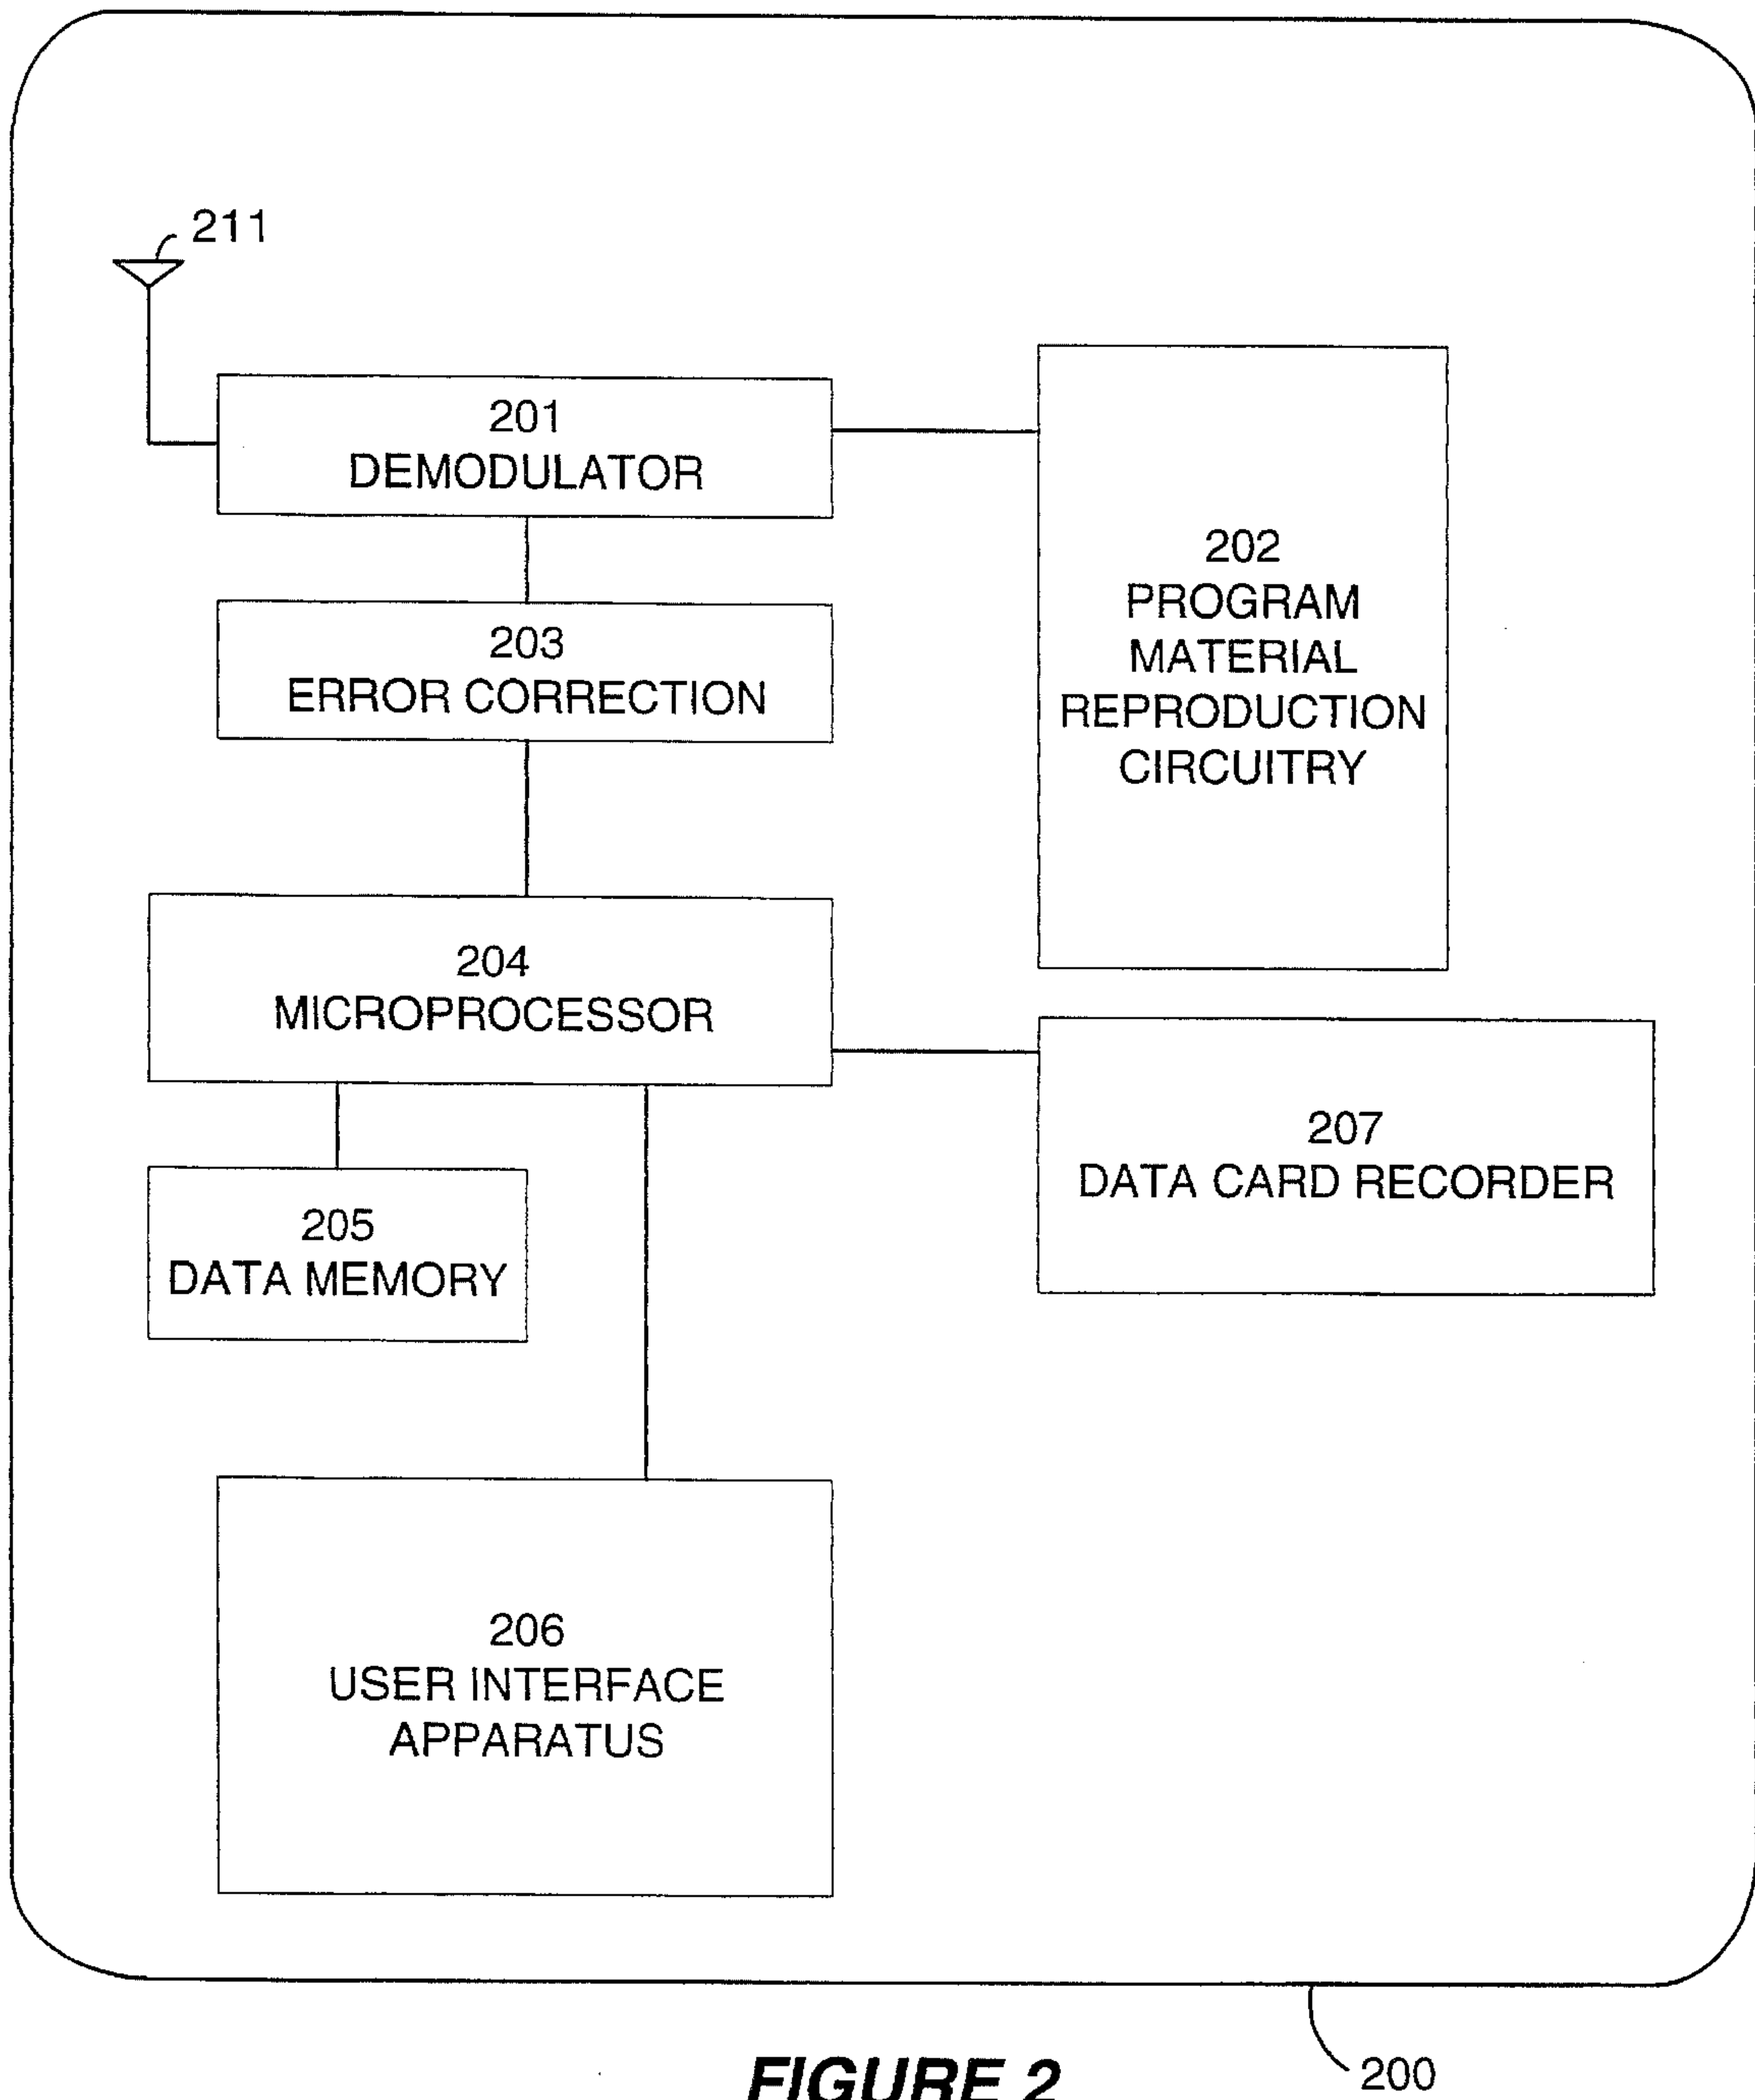 211
201
DEMODULATOR
203
ERROR CORRECTION
202
PROGRAM
MATERIAL
REPRODUCTION
CIRCUITRY
204
MICROPROCESSOR
207
DATA CARD RECORDER
205
DATA MEMORY
206
USER INTERFACE
APPARATUS
200
FIGURE 2